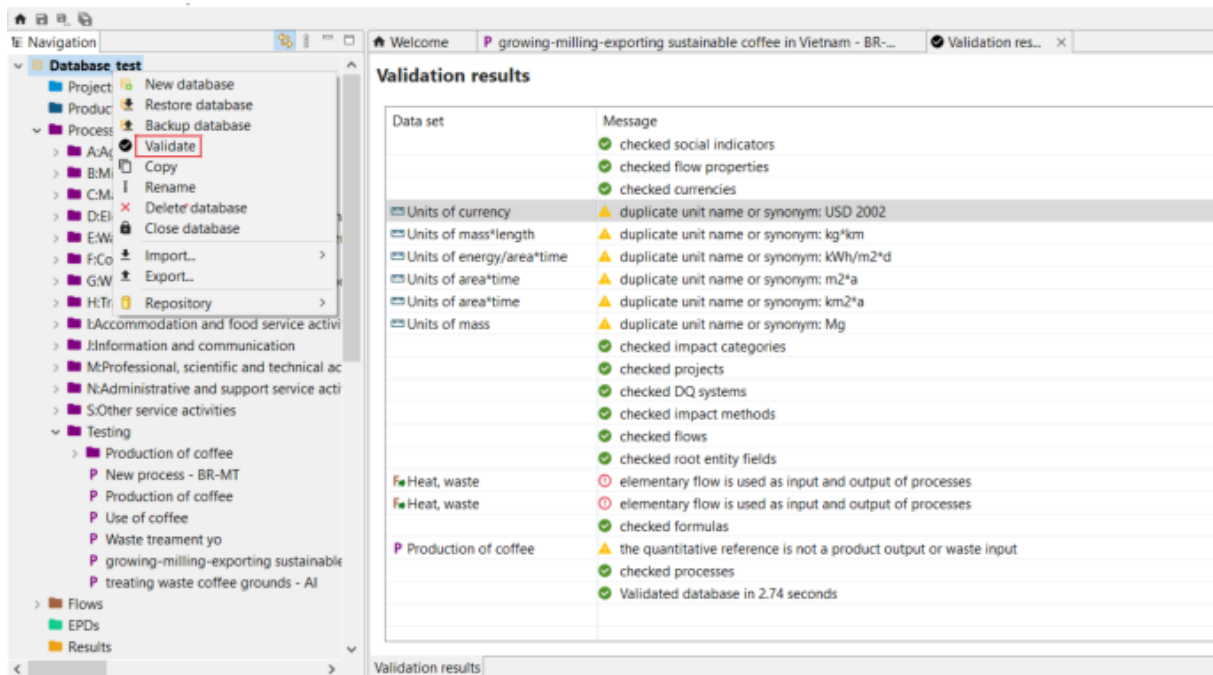 Navigation
Welcome
growing-milling-exporting sustainable coffee in Vietnam - BR-...
Validation res...
Database_test
Project
Produc
Process
A:Ag
B:Mi
C:Ma
D:El
E:Wa
F:Co
G:W
H:Tr
I:Accommodation and food service activi
J:Information and communication
M:Professional, scientific and technical ac
N:Administrative and support service acti
S:Other service activities
Testing
Production of coffee
P New process - BR-MT
P Production of coffee
P Use of coffee
P Waste treament yo
P growing-milling-exporting sustainable
P treating waste coffee grounds - Al
Flows
EPDs
Results
New database
Restore database
Backup database
Validate
Copy
Rename
Delete database
Close database
Import...
Export...
Repository
Validation results
Data set Message
checked social indicators
checked flow properties
checked currencies
Units of currency duplicate unit name or synonym: USD 2002
Units of mass*length duplicate unit name or synonym: kg*km
Units of energy/area*time duplicate unit name or synonym: kWh/m2*d
Units of area*time duplicate unit name or synonym: m2*a
Units of area*time duplicate unit name or synonym: km2*a
Units of mass duplicate unit name or synonym: Mg
checked impact categories
checked projects
checked DQ systems
checked impact methods
checked flows
checked root entity fields
Heat, waste elementary flow is used as input and output of processes
Heat, waste elementary flow is used as input and output of processes
checked formulas
P Production of coffee the quantitative reference is not a product output or waste input
checked processes
Validated database in 2.74 seconds
Validation results